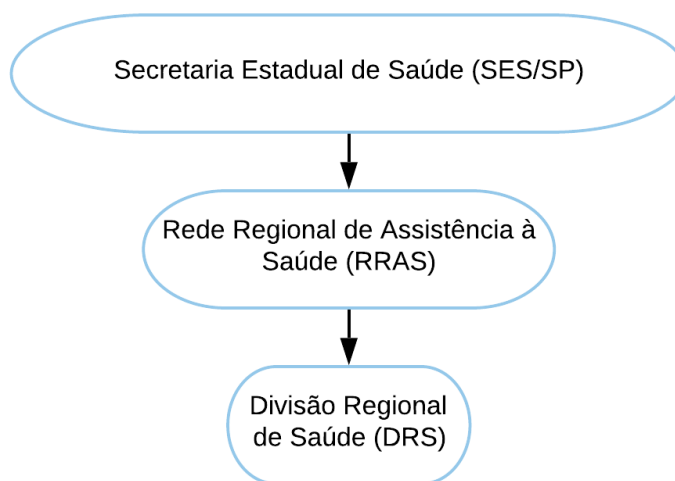 Secretaria Estadual de Saúde (SES/SP)
Rede Regional de Assistência à
Saúde (RRAS)
Divisão Regional
de Saúde (DRS)